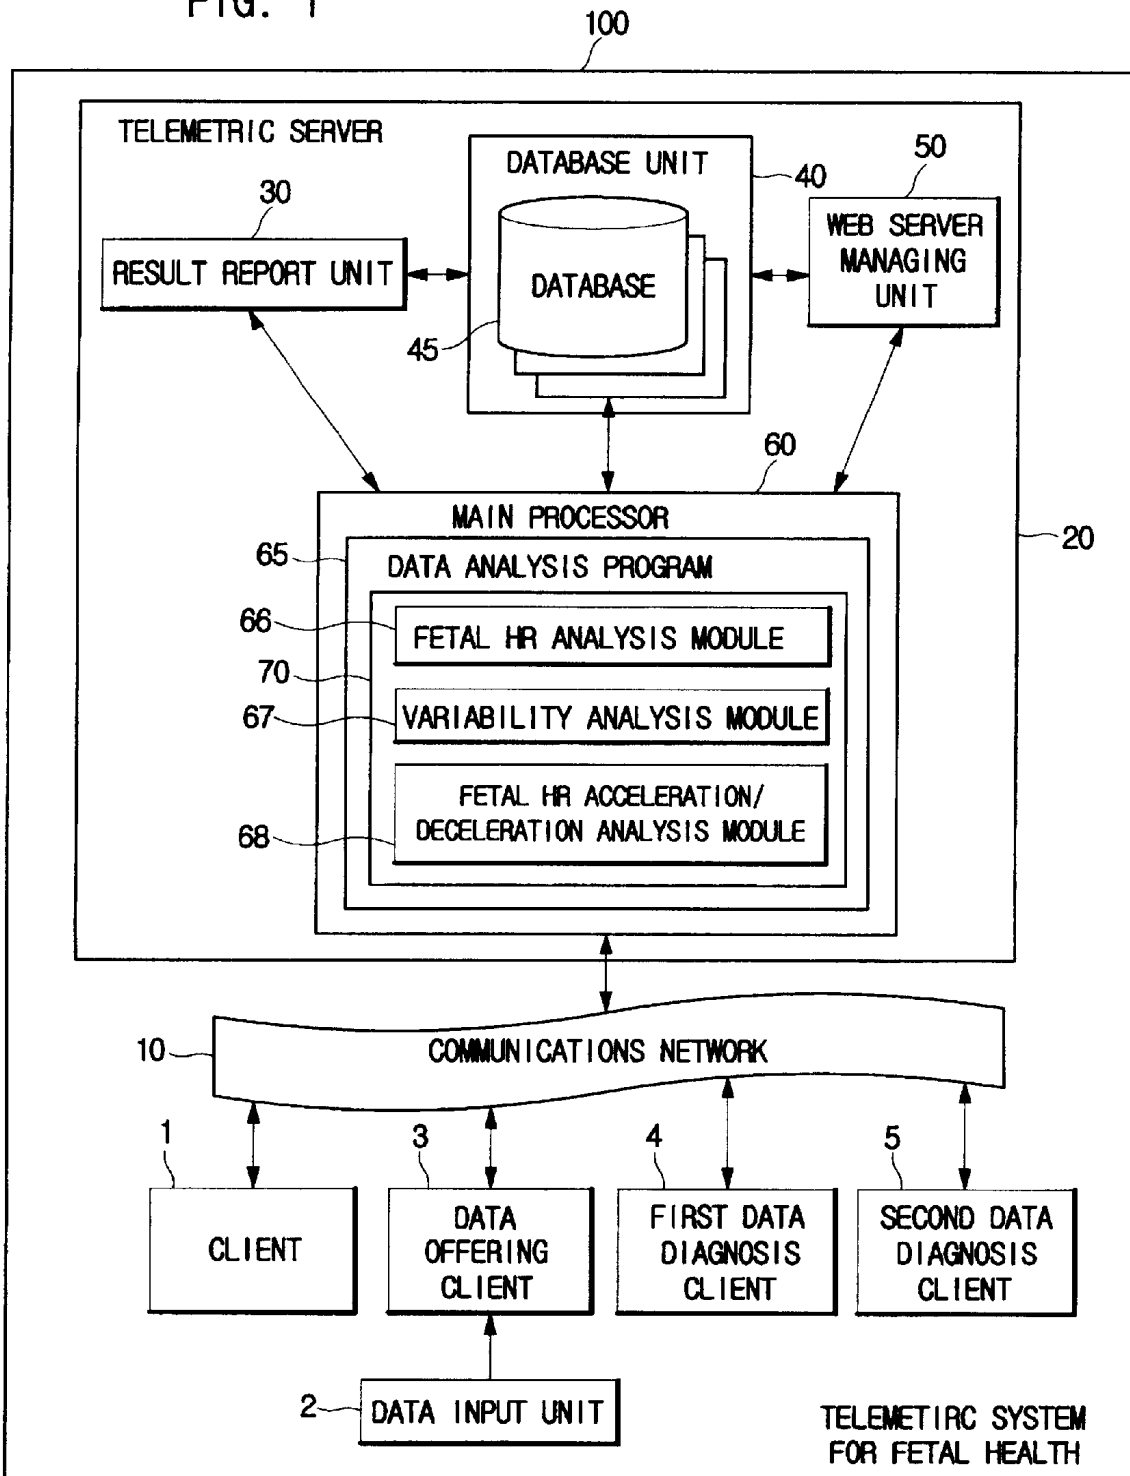 FIG. 1
100
TELEMETRIC SERVER
DATABASE UNIT
40
50
30
RESULT REPORT UNIT
DATABASE
45
WEB SERVER
MANAGING
UNIT
60
MAIN PROCESSOR
20
65
DATA ANALYSIS PROGRAM
66
FETAL HR ANALYSIS MODULE
70
67
VARIABILITY ANALYSIS MODULE
FETAL HR ACCELERATION/
DECELERATION ANALYSIS MODULE
68
10
COMMUNICATIONS NETWORK
1
3
4
5
CLIENT
DATA
OFFERING
CLIENT
FIRST DATA
DIAGNOSIS
CLIENT
SECOND DATA
DIAGNOSIS
CLIENT
2
DATA INPUT UNIT
TELEMETIRC SYSTEM
FOR FETAL HEALTH